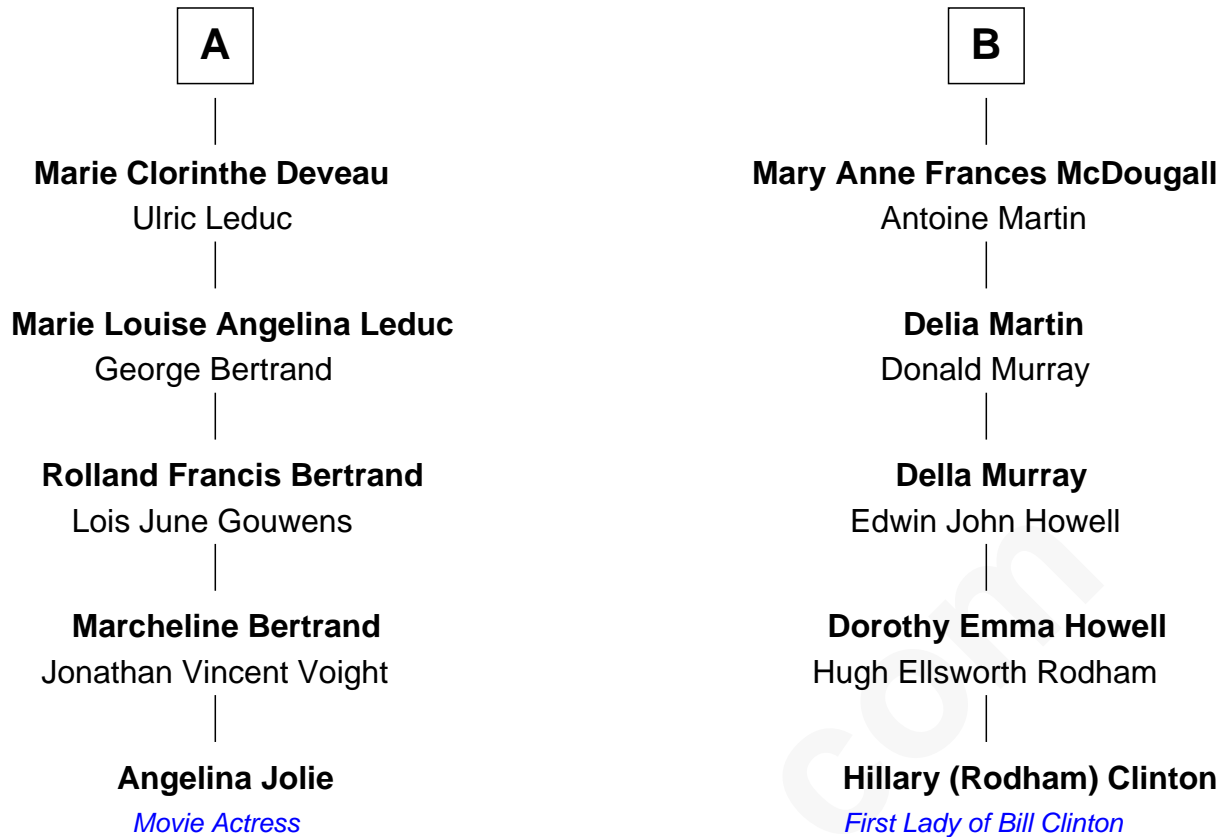 A
Marie Clorinthe Deveau
Ulric Leduc
Marie Louise Angelina Leduc
George Bertrand
Rolland Francis Bertrand
Lois June Gouwens
Marcheline Bertrand
Jonathan Vincent Voight
Angelina Jolie
Movie Actress
B
Mary Anne Frances McDougall
Antoine Martin
Delia Martin
Donald Murray
Della Murray
Edwin John Howell
Dorothy Emma Howell
Hugh Ellsworth Rodham
Hillary (Rodham) Clinton
First Lady of Bill Clinton
com